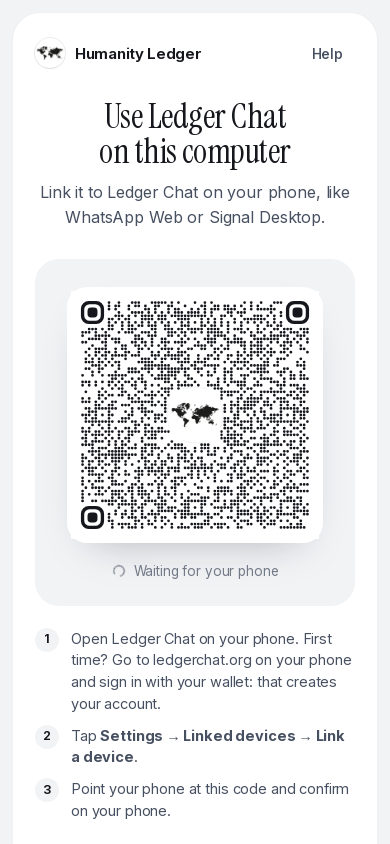 Humanity Ledger
Help
Use Ledger Chat
on this computer
Link it to Ledger Chat on your phone, like
WhatsApp Web or Signal Desktop.
Waiting for your phone
1
Open Ledger Chat on your phone. First
time? Go to ledgerchat.org on your phone
and sign in with your wallet: that creates
your account.
2
Tap Settings → Linked devices → Link
a device.
3
Point your phone at this code and confirm
on your phone.